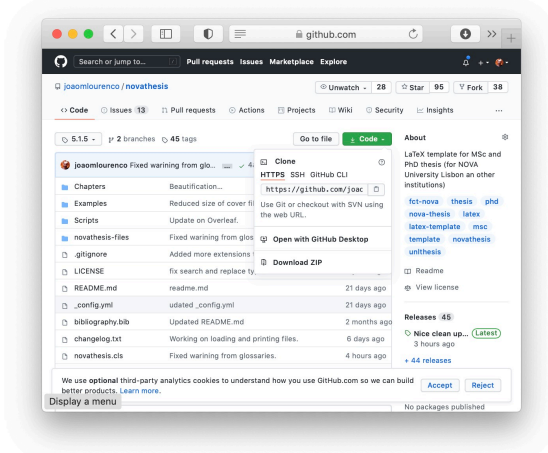 github.com
Search or jump to... / Pull requests Issues Marketplace Explore
joaomlourenco / novathesis
Unwatch 28 Star 95 Fork 38
Code Issues 13 Pull requests Actions Projects Wiki Security Insights ...
5.1.5 2 branches 45 tags Go to file Code
joaomlourenco Fixed warining from glo... ...
Chapters Beautification...
Examples Reduced size of cover fi
Scripts Update on Overleaf.
novathesis-files Fixed warining from glos
.gitignore Added more extensions
LICENSE fix search and replace ty
README.md readme.md 21 days ago
_config.yml udated _config.yml 21 days ago
bibliography.bib Updated README.md 2 months ago
changelog.txt Working on loading and printing files. 6 days ago
novathesis.cls Fixed warining from glossaries. 4 hours ago
Clone
HTTPS SSH GitHub CLI
https://github.com/joac
Use Git or checkout with SVN using
the web URL.
Open with GitHub Desktop
Download ZIP
About
LaTeX template for MSc and
PhD thesis (for NOVA
University Lisbon an other
institutions)
fct-nova thesis phd
nova-thesis latex
latex-template msc
template novathesis
unlthesis
Readme
View license
Releases 45
Nice clean up... Latest
3 hours ago
+ 44 releases
We use optional third-party analytics cookies to understand how you use GitHub.com so we can build
better products. Learn more.
Accept Reject
Display a menu
No packages published